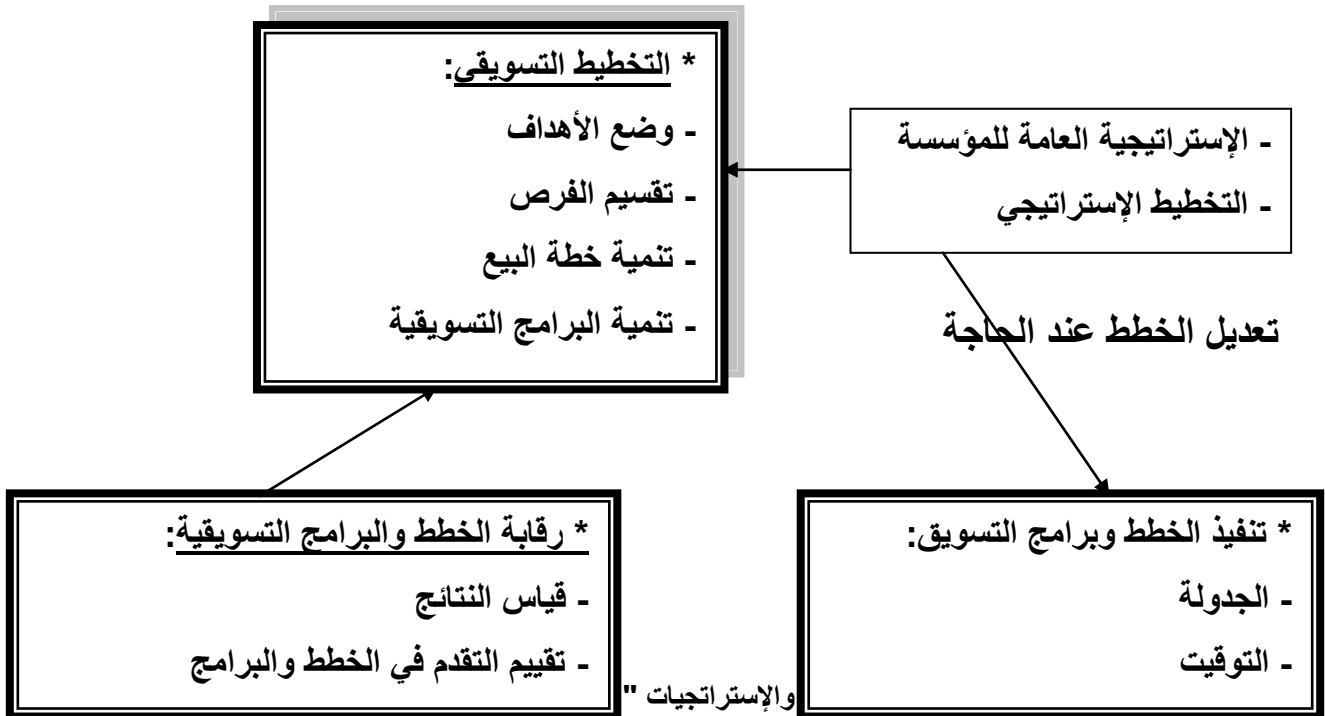 * التخطيط التسويقي:
- وضع الأهداف
- تقسيم الفرص
- تنمية خطة البيع
- تنمية البرامج التسويقية
- الإستراتيجية العامة للمؤسسة
- التخطيط الإستراتيجي
تعديل الخطط عند الحاجة
* تنفيذ الخطط وبرامج التسويق:
- الجدولة
- التوقيت
* رقابة الخطط والبرامج التسويقية:
- قياس النتائج
- تقييم التقدم في الخطط والبرامج
والإستراتجيات "